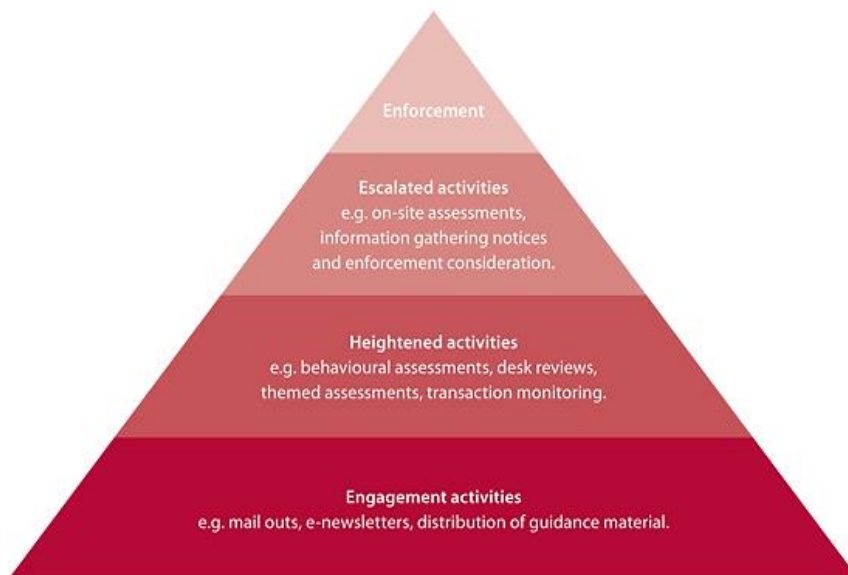 Enforcement
Escalated activities
e.g. on-site assessments,
information gathering notices
and enforcement consideration.
Heightened activities
e.g. behavioural assessments, desk reviews,
themed assessments, transaction monitoring.
Engagement activities
e.g. mail outs, e-newsletters, distribution of guidance material.